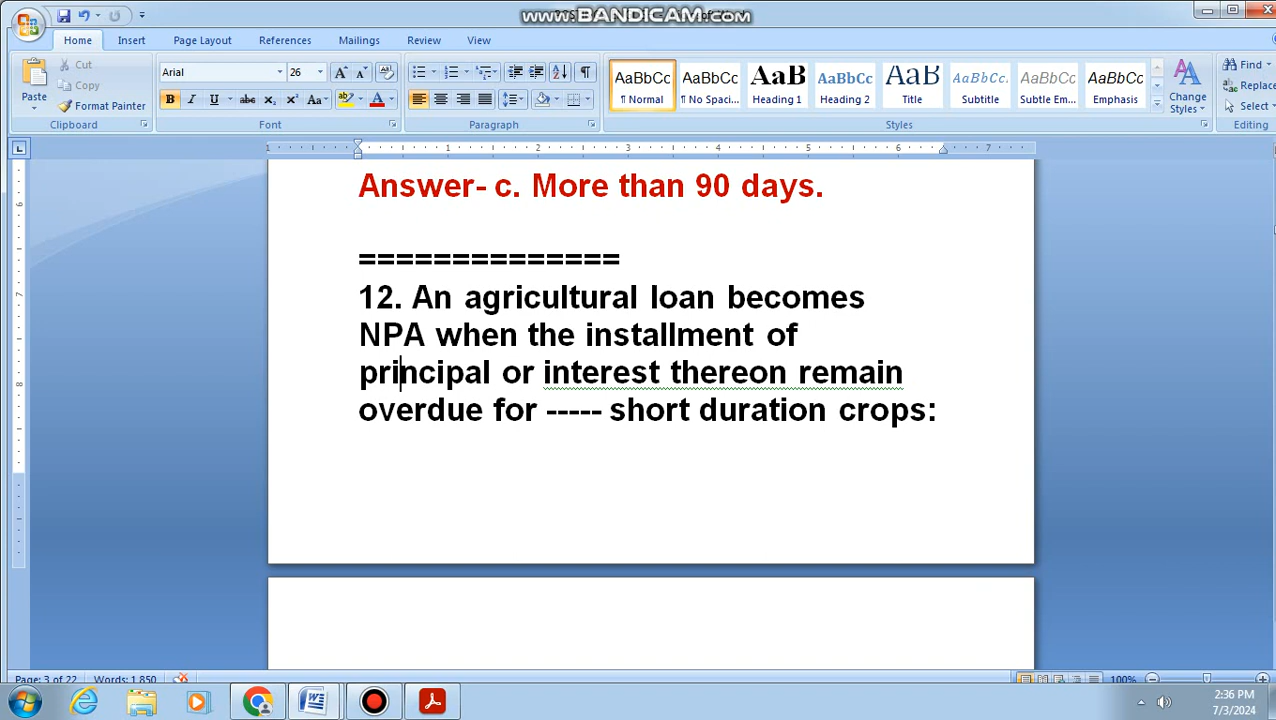 www.BANDICAM.com
Home Insert Page Layout References Mailings Review View
Paste
Cut
Copy
Format Painter
Clipboard
Arial 26
Font
Paragraph
AaBbCc AaBbCc AaB AaBbCc AaB AaBbCc AaBbCc AaBbCc
¶ Normal ¶ No Spaci... Heading 1 Heading 2 Title Subtitle Subtle Em... Emphasis
Styles
Change Styles
Find
Replace
Select
Editing
Answer- c. More than 90 days.
==============
12. An agricultural loan becomes
NPA when the installment of
principal or interest thereon remain
overdue for ----- short duration crops:
Page: 3 of 22 Words: 1,850
100%
2:36 PM
7/3/2024